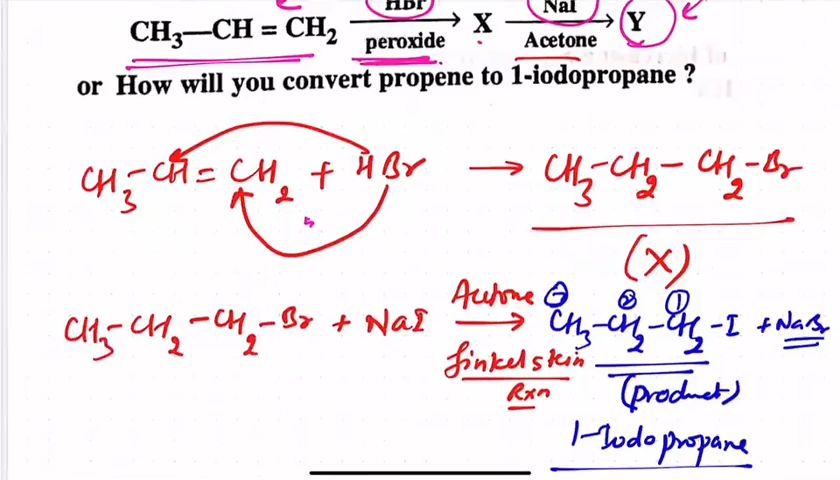 HBr NaI
CH₃—CH = CH₂ → X → Y
peroxide Acetone
or How will you convert propene to 1-iodopropane ?
CH₃-CH=CH₂ + HBr → CH₃-CH₂-CH₂-Br
(X)
Acetone
CH₃-CH₂-CH₂-Br + NaI → CH₃-CH₂-CH₂-I + NaBr
② ①
finkelstein
Rxn
(product)
1-Iodopropane